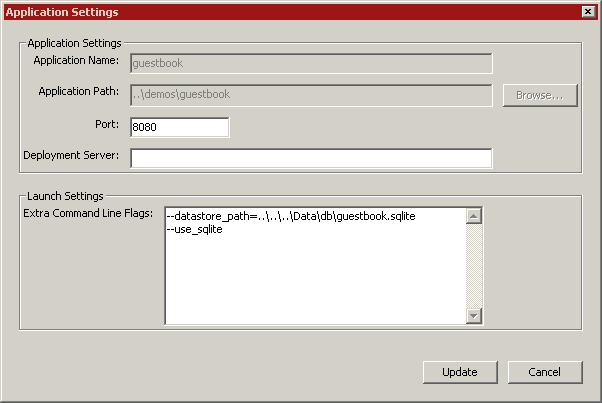 Application Settings
Application Settings
Application Name: guestbook
Application Path: ..\demos\guestbook Browse...
Port: 8080
Deployment Server:
Launch Settings
Extra Command Line Flags: --datastore_path=..\..\..\Data\db\guestbook.sqlite
--use_sqlite
Update Cancel